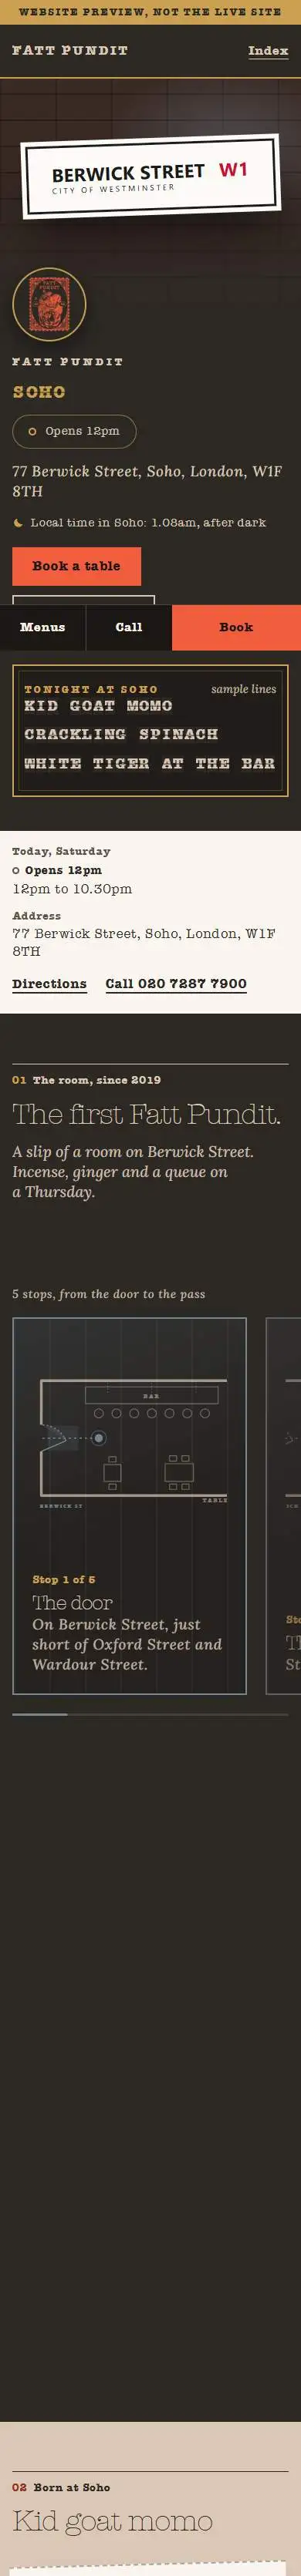 WEBSITE PREVIEW, NOT THE LIVE SITE
FATT PUNDIT
Index
BERWICK STREET W1
CITY OF WESTMINSTER
FATT PUNDIT
FATT PUNDIT
SOHO
Opens 12pm
77 Berwick Street, Soho, London, W1F
8TH
Local time in Soho: 1.08am, after dark
Book a table
Menus
Call
Book
TONIGHT AT SOHO
sample lines
KID GOAT MOMO
CRACKLING SPINACH
WHITE TIGER AT THE BAR
Today, Saturday
Opens 12pm
12pm to 10.30pm
Address
77 Berwick Street, Soho, London, W1F
8TH
Directions
Call 020 7287 7900
01 The room, since 2019
The first Fatt Pundit.
A slip of a room on Berwick Street.
Incense, ginger and a queue on
a Thursday.
5 stops, from the door to the pass
BAR
BERWICK ST
TABLE
Stop 1 of 5
The door
On Berwick Street, just
short of Oxford Street and
Wardour Street.
02 Born at Soho
Kid goat momo